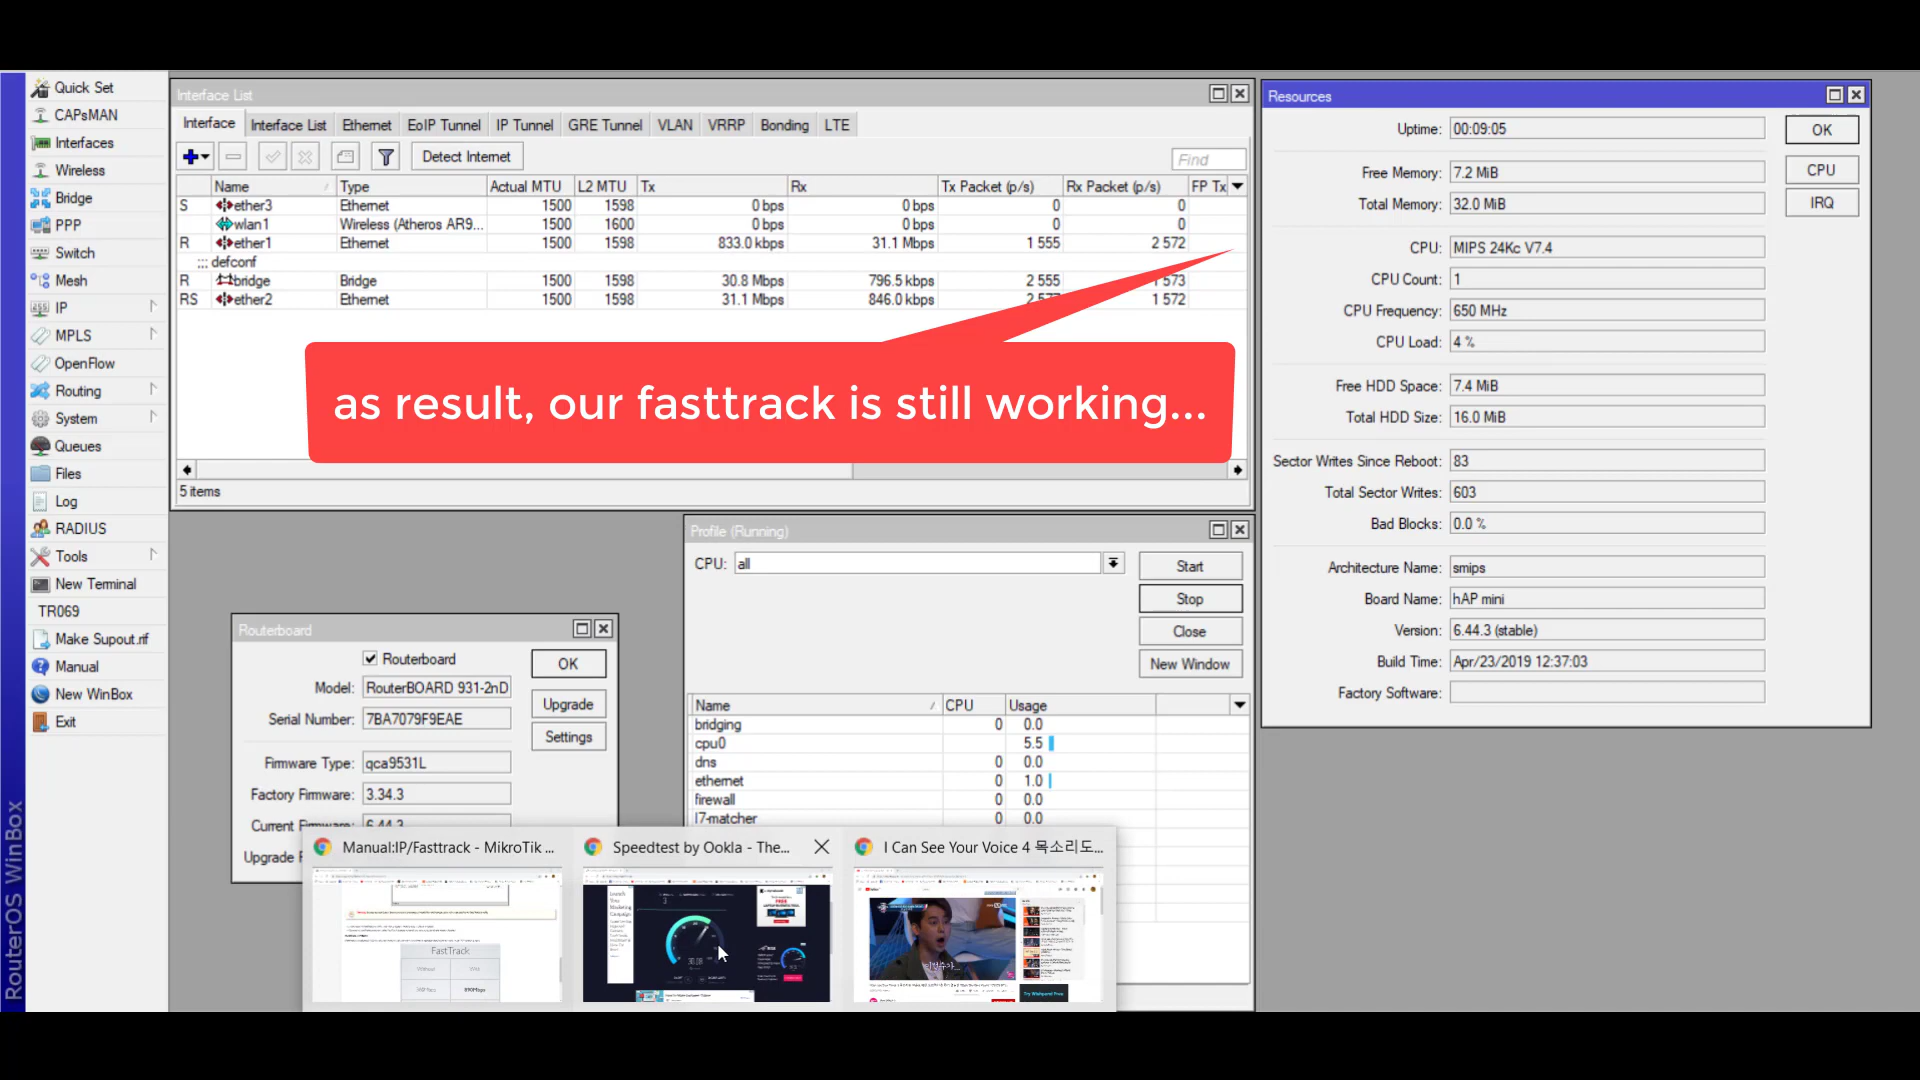 Quick Set
CAPsMAN
Interfaces
Wireless
Bridge
PPP
Switch
Mesh
IP
MPLS
OpenFlow
Routing
System
Queues
Files
Log
RADIUS
Tools
New Terminal
TR069
Make Supout.rif
Manual
New WinBox
Exit
RouterOS WinBox
Interface List
Interface Interface List Ethernet EoIP Tunnel IP Tunnel GRE Tunnel VLAN VRRP Bonding LTE
Detect Internet Find
Name Type Actual MTU L2 MTU Tx Rx Tx Packet (p/s) Rx Packet (p/s) FP Tx
S ether3 Ethernet 1500 1598 0 bps 0 bps 0 0
wlan1 Wireless (Atheros AR9... 1500 1600 0 bps 0 bps 0 0
R ether1 Ethernet 1500 1598 833.0 kbps 31.1 Mbps 1 555 2 572
::: defconf
R bridge Bridge 1500 1598 30.8 Mbps 796.5 kbps 2 555 1 573
RS ether2 Ethernet 1500 1598 31.1 Mbps 846.0 kbps 2 577 1 572
as result, our fasttrack is still working...
5 items
Resources
Uptime: 00:09:05 OK
Free Memory: 7.2 MiB CPU
Total Memory: 32.0 MiB IRQ
CPU: MIPS 24Kc V7.4
CPU Count: 1
CPU Frequency: 650 MHz
CPU Load: 4 %
Free HDD Space: 7.4 MiB
Total HDD Size: 16.0 MiB
Sector Writes Since Reboot: 83
Total Sector Writes: 603
Bad Blocks: 0.0 %
Architecture Name: smips
Board Name: hAP mini
Version: 6.44.3 (stable)
Build Time: Apr/23/2019 12:37:03
Factory Software:
Profile (Running)
CPU: all Start
Stop
Close
New Window
Name CPU Usage
bridging 0 0.0
cpu0 5.5
dns 0 0.0
ethernet 0 1.0
firewall 0 0.0
l7-matcher 0 0.0
Routerboard
Routerboard OK
Model: RouterBOARD 931-2nD
Upgrade
Serial Number: 7BA7079F9EAE
Settings
Firmware Type: qca9531L
Factory Firmware: 3.34.3
Current Firmware: 6.44.3
Upgrade F
Manual:IP/Fasttrack - MikroTik ...
FastTrack
Speedtest by Ookla - The...
I Can See Your Voice 4 목소리도...